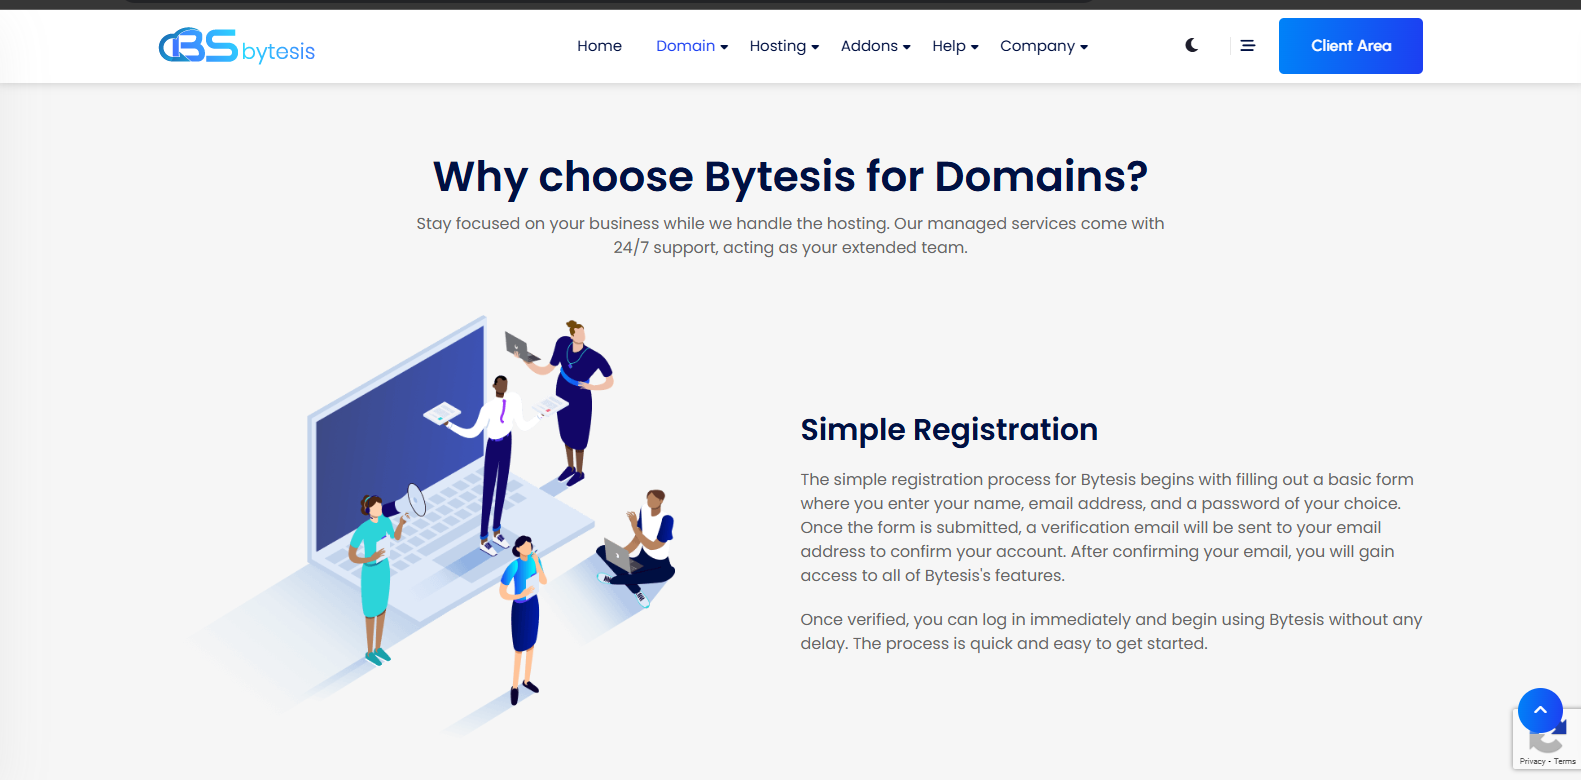 BS bytesis
Home Domain Hosting Addons Help Company Client Area
Why choose Bytesis for Domains?
Stay focused on your business while we handle the hosting. Our managed services come with
24/7 support, acting as your extended team.
Simple Registration
The simple registration process for Bytesis begins with filling out a basic form
where you enter your name, email address, and a password of your choice.
Once the form is submitted, a verification email will be sent to your email
address to confirm your account. After confirming your email, you will gain
access to all of Bytesis's features.
Once verified, you can log in immediately and begin using Bytesis without any
delay. The process is quick and easy to get started.
Privacy - Terms